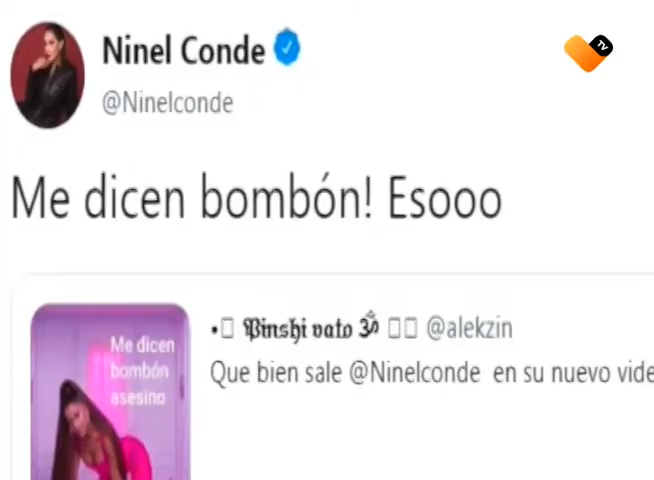 Ninel Conde
TV
@Ninelconde
Me dicen bombón! Esooo
• 𝕻𝖎𝖓𝖘𝖍𝖎 𝖛𝖆𝖙𝖔 ॐ @alekzin
Que bien sale @Ninelconde en su nuevo vide
Me dicen
bombón
asesino